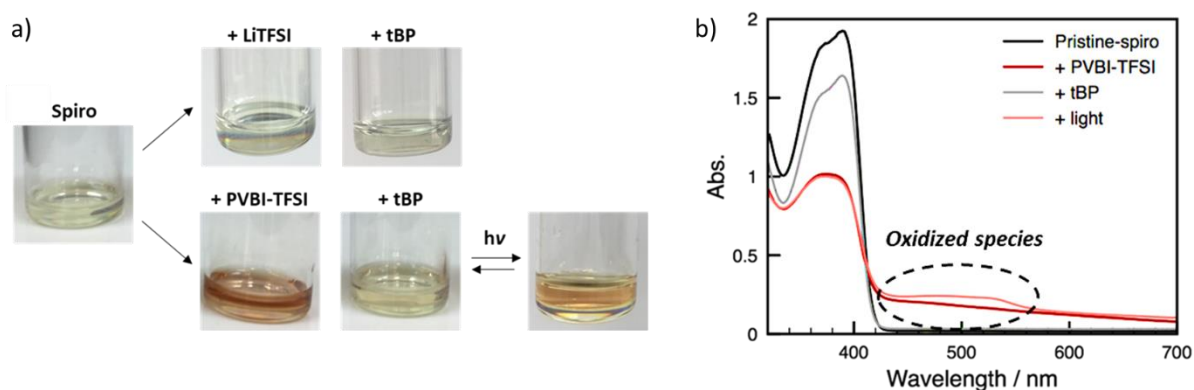 a)
+ LiTFSI
+ tBP
Spiro
+ PVBI-TFSI
+ tBP
hν
b)
2
1.5
1
0.5
0
Abs.
Pristine-spiro
+ PVBI-TFSI
+ tBP
+ light
Oxidized species
400
500
600
700
Wavelength / nm